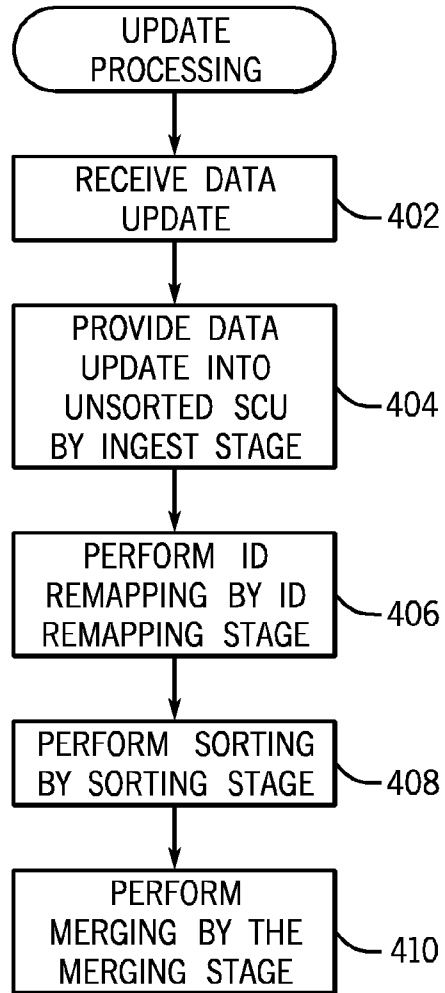 UPDATE
PROCESSING
RECEIVE DATA
UPDATE
402
PROVIDE DATA
UPDATE INTO
UNSORTED SCU
BY INGEST STAGE
404
PERFORM ID
REMAPPING BY ID
REMAPPING STAGE
406
PERFORM SORTING
BY SORTING STAGE
408
PERFORM
MERGING BY THE
MERGING STAGE
410